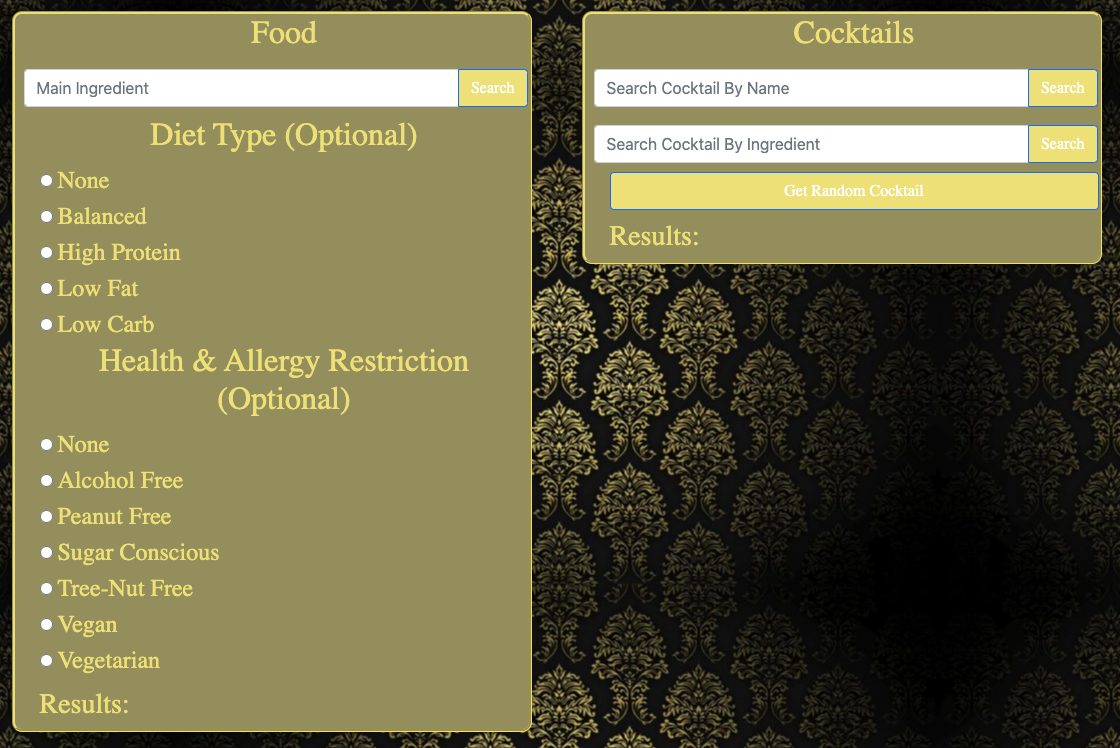 Food
Main Ingredient
Search
Diet Type (Optional)
None
Balanced
High Protein
Low Fat
Low Carb
Health & Allergy Restriction
(Optional)
None
Alcohol Free
Peanut Free
Sugar Conscious
Tree-Nut Free
Vegan
Vegetarian
Results:
Cocktails
Search Cocktail By Name
Search
Search Cocktail By Ingredient
Search
Get Random Cocktail
Results: